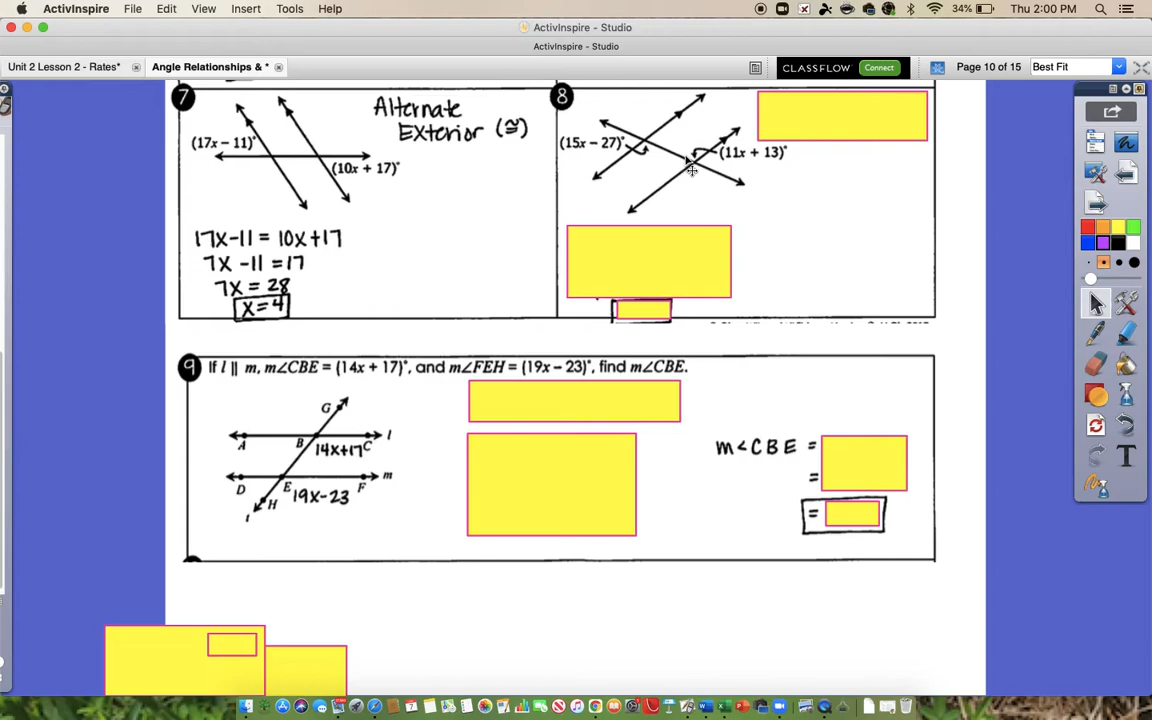 ActivInspire File Edit View Insert Tools Help 34% Thu 2:00 PM
ActivInspire - Studio
ActivInspire - Studio
Unit 2 Lesson 2 - Rates* Angle Relationships & * CLASSFLOW Connect Page 10 of 15 Best Fit
7
Alternate
Exterior (≅)
(17x – 11)°
(10x + 17)°
17x-11 = 10x+17
7x -11 = 17
7x = 28
x = 4
8
(15x – 27)°
(11x + 13)°
9 If l ∥ m, m∠CBE = (14x + 17)°, and m∠FEH = (19x – 23)°, find m∠CBE.
G
A B C l
14x+17
D E F m
H 19x-23
m∠CBE =
=
=
T